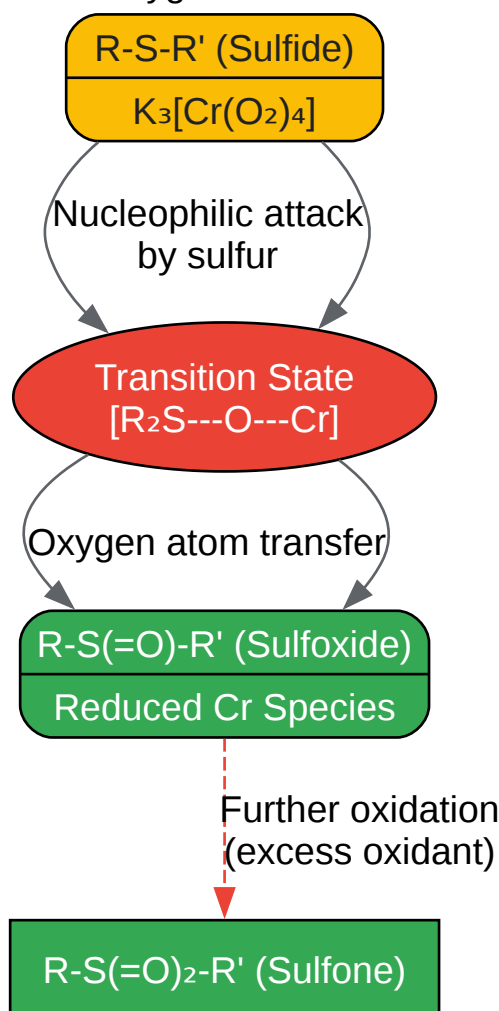 R-S-R' (Sulfide)
K₃[Cr(O₂)₄]
Nucleophilic attack
by sulfur
Transition State
[R₂S---O---Cr]
Oxygen atom transfer
R-S(=O)-R' (Sulfoxide)
Reduced Cr Species
Further oxidation
(excess oxidant)
R-S(=O)₂-R' (Sulfone)